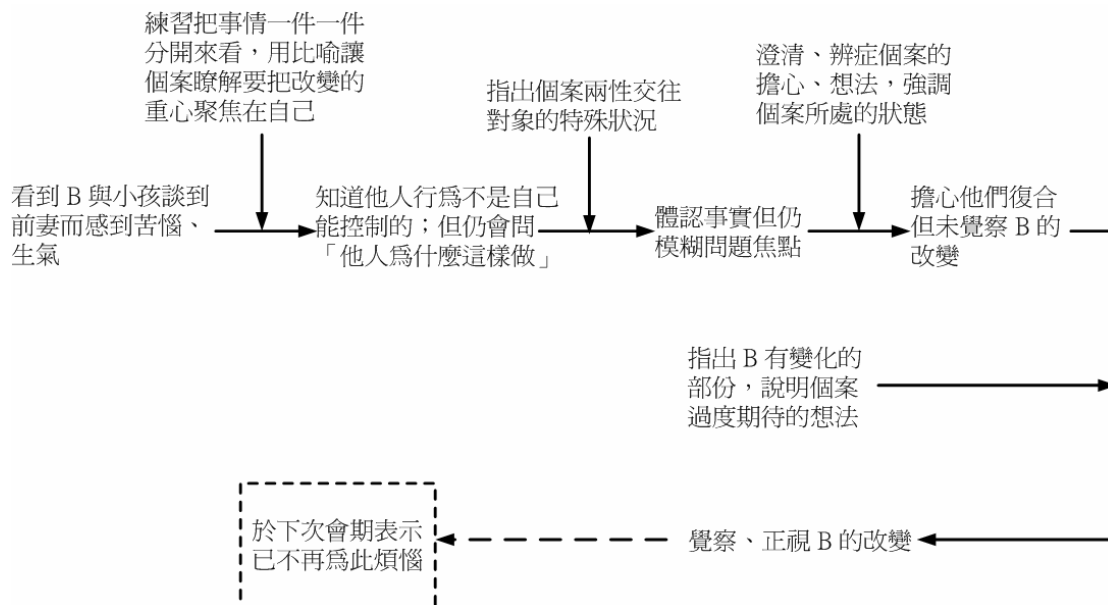 練習把事情一件一件
分開來看，用比喻讓
個案瞭解要把改變的
重心聚焦在自己
指出個案兩性交往
對象的特殊狀況
澄清、辨症個案的
擔心、想法，強調
個案所處的狀態
看到 B 與小孩談到
前妻而感到苦惱、
生氣
知道他人行為不是自己
能控制的；但仍會問
「他人為什麼這樣做」
體認事實但仍
模糊問題焦點
擔心他們復合
但未覺察 B 的
改變
指出 B 有變化的
部份，說明個案
過度期待的想法
於下次會期表示
已不再為此煩惱
覺察、正視 B 的改變